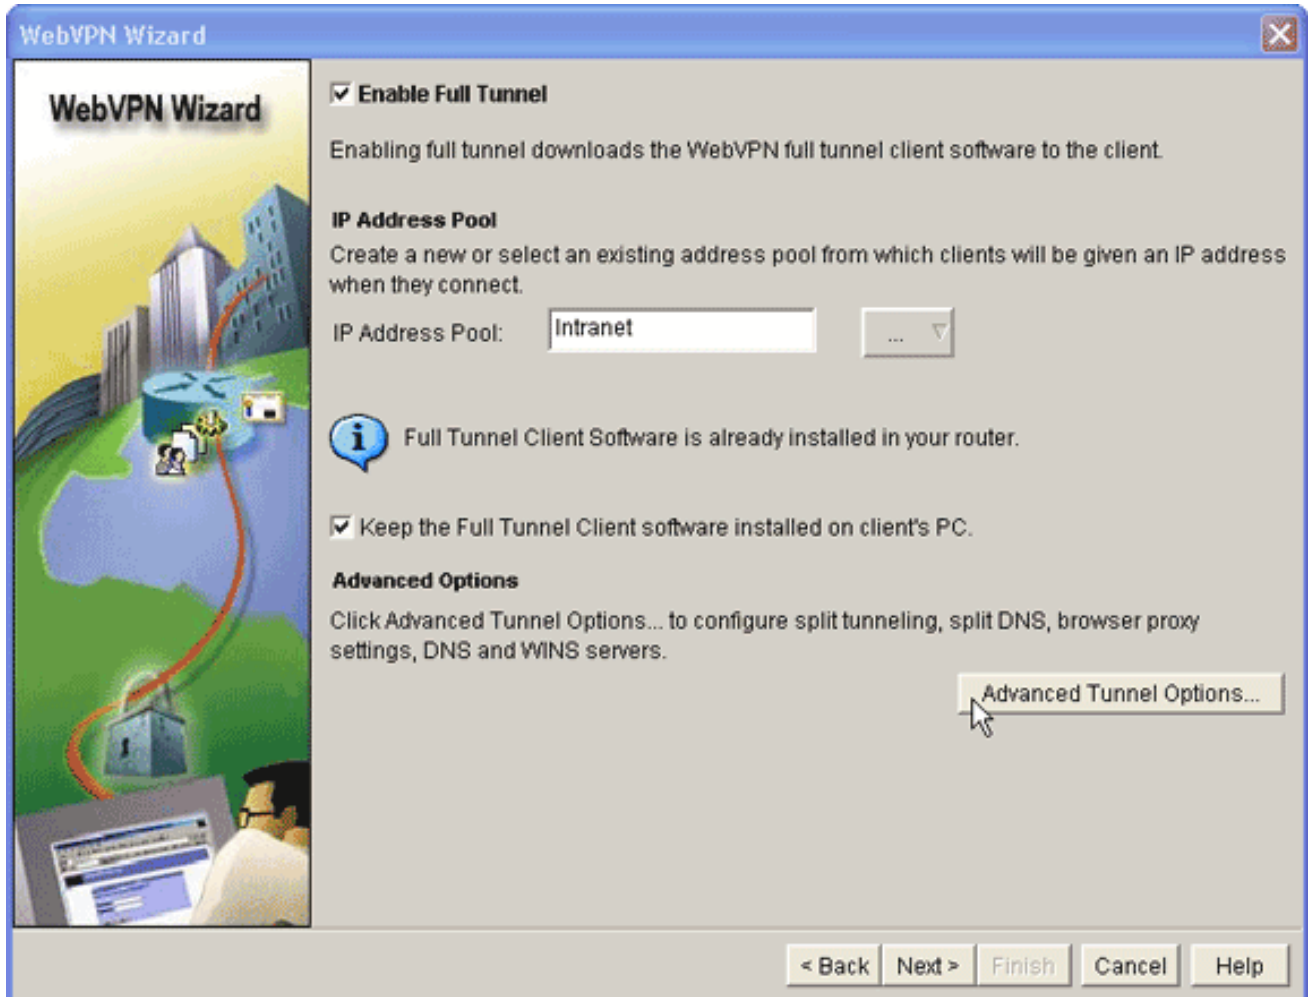 WebVPN Wizard
WebVPN Wizard
Enable Full Tunnel
Enabling full tunnel downloads the WebVPN full tunnel client software to the client.
IP Address Pool
Create a new or select an existing address pool from which clients will be given an IP address
when they connect.
IP Address Pool:
Intranet
...
Full Tunnel Client Software is already installed in your router.
Keep the Full Tunnel Client software installed on client's PC.
Advanced Options
Click Advanced Tunnel Options... to configure split tunneling, split DNS, browser proxy
settings, DNS and WINS servers.
Advanced Tunnel Options...
< Back
Next >
Finish
Cancel
Help